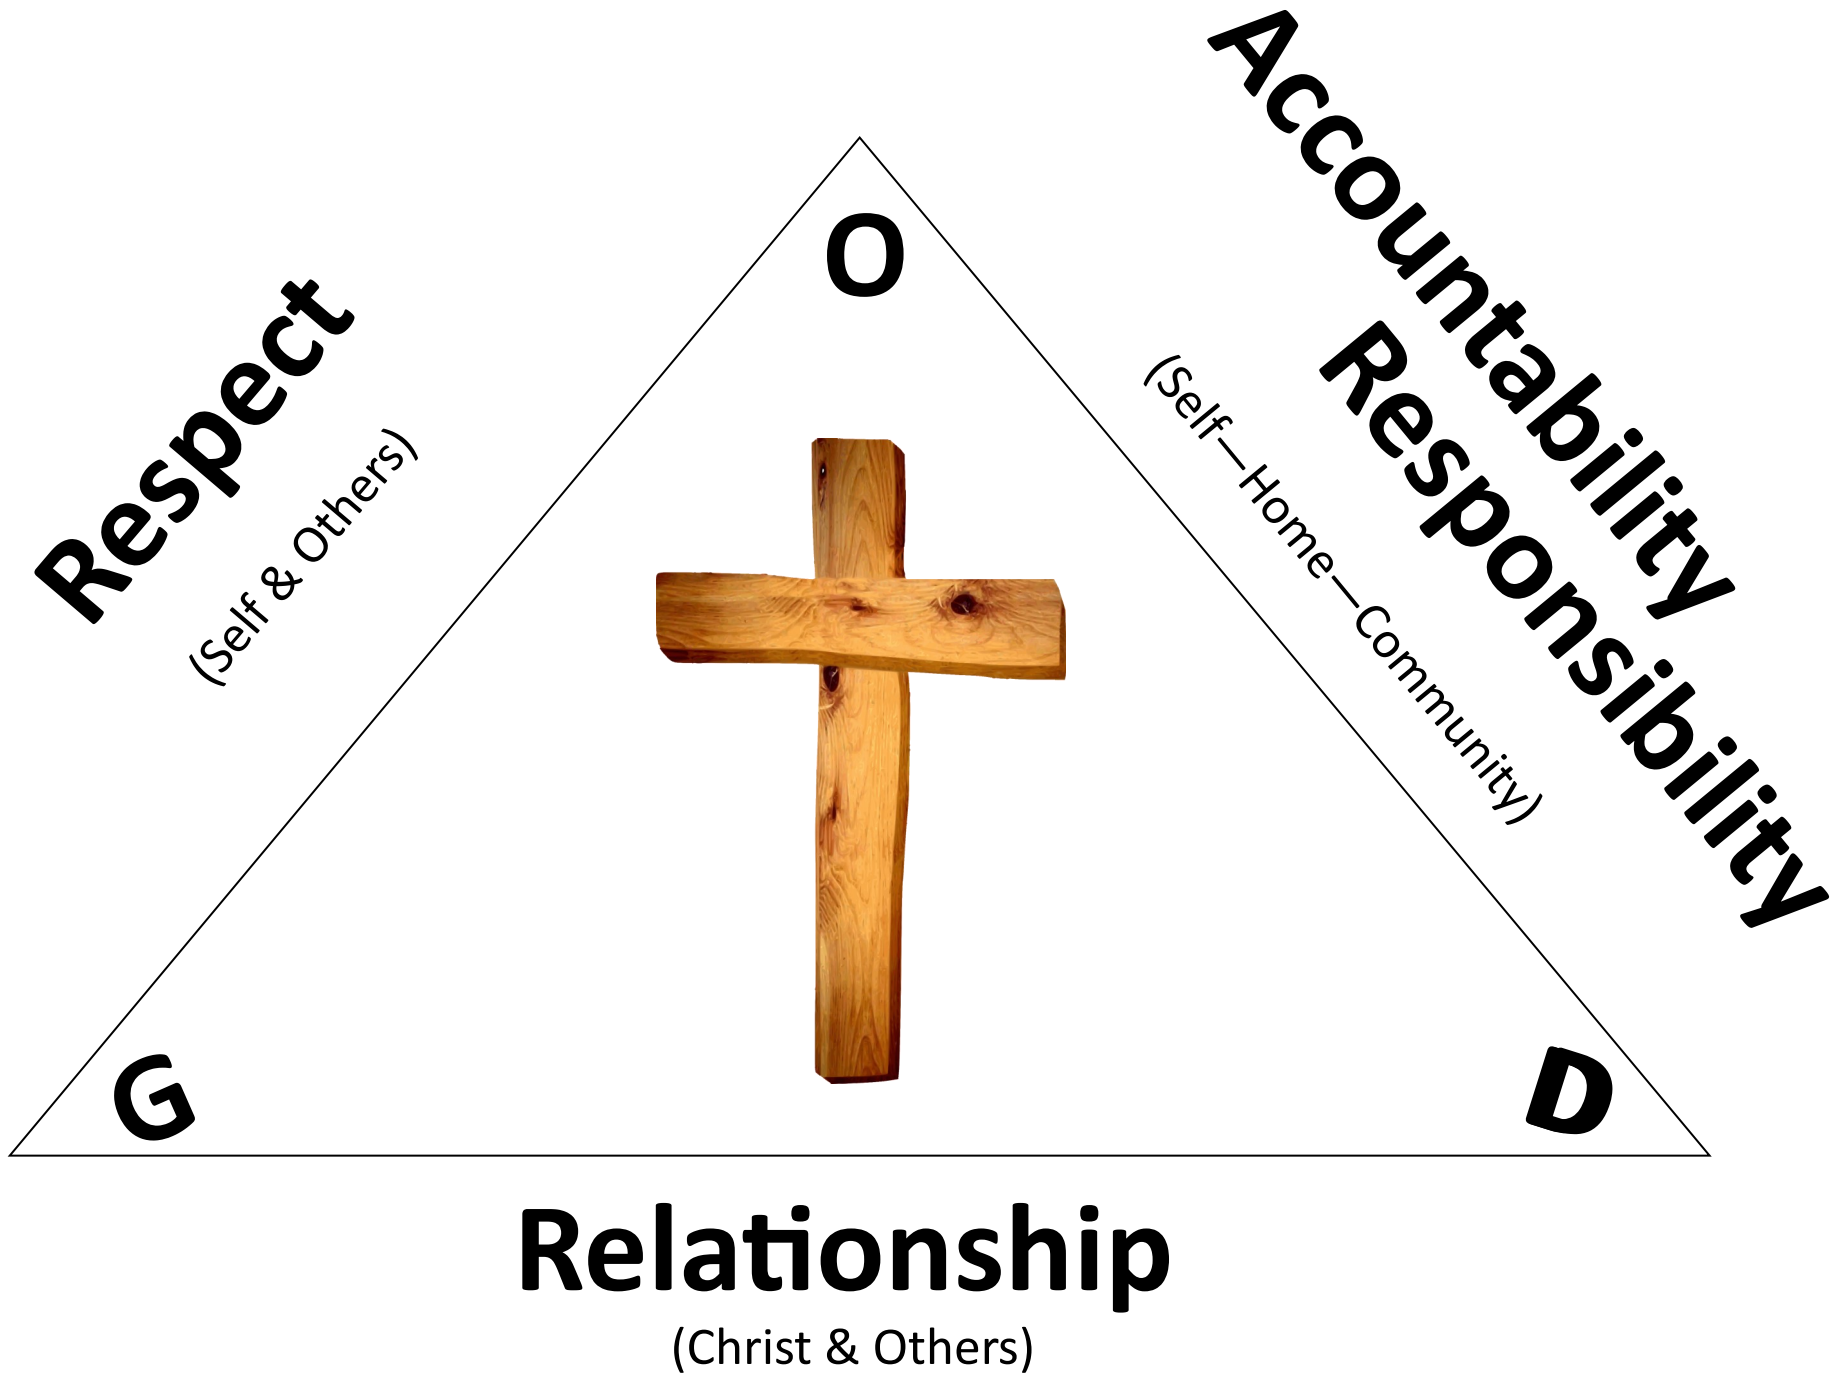 Accountability
Responsibility
(Self—Home—Community)
Respect
(Self & Others)
O
G
D
Relationship
(Christ & Others)